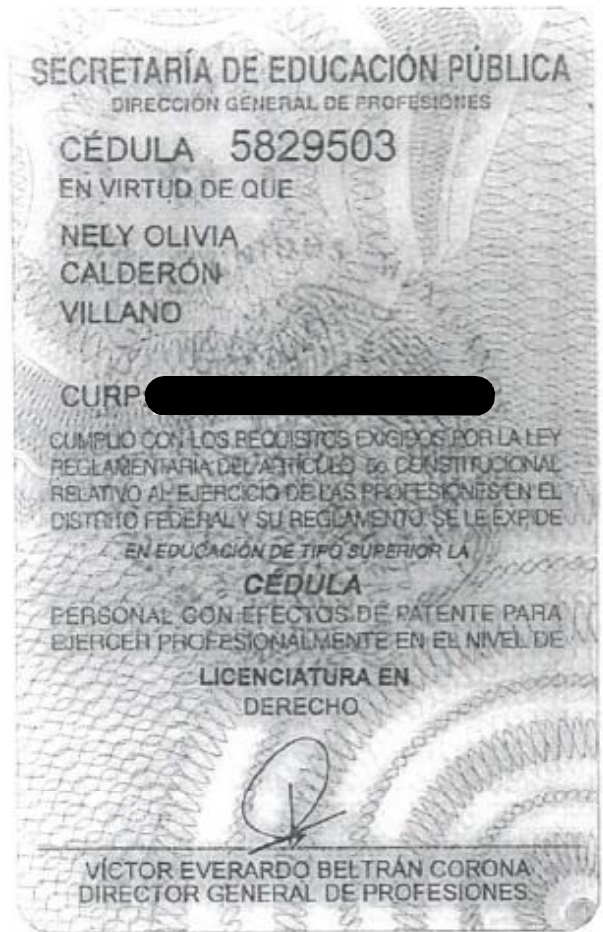 SECRETARÍA DE EDUCACIÓN PÚBLICA
DIRECCIÓN GENERAL DE PROFESIONES
CÉDULA 5829503
EN VIRTUD DE QUE
NELY OLIVIA
CALDERÓN
VILLANO
CURP
CUMPLIO CON LOS REQUISITOS EXIGIDOS POR LA LEY
REGLAMENTARIA DEL ARTÍCULO 5o CONSTITUCIONAL
RELATIVO AL EJERCICIO DE LAS PROFESIONES EN EL
DISTRITO FEDERAL Y SU REGLAMENTO SE LE EXPIDE
EN EDUCACIÓN DE TIPO SUPERIOR LA
CÉDULA
PERSONAL CON EFECTOS DE PATENTE PARA
EJERCER PROFESIONALMENTE EN EL NIVEL DE
LICENCIATURA EN
DERECHO
VÍCTOR EVERARDO BELTRÁN CORONA
DIRECTOR GENERAL DE PROFESIONES